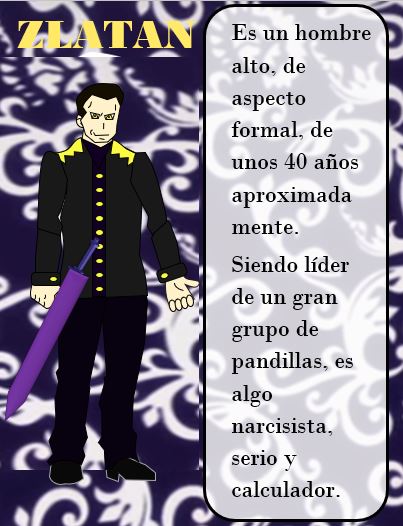 ZLATAN
Es un hombre
alto, de
aspecto
formal, de
unos 40 años
aproximada
mente.
Siendo líder
de un gran
grupo de
pandillas, es
algo
narcisista,
serio y
calculador.